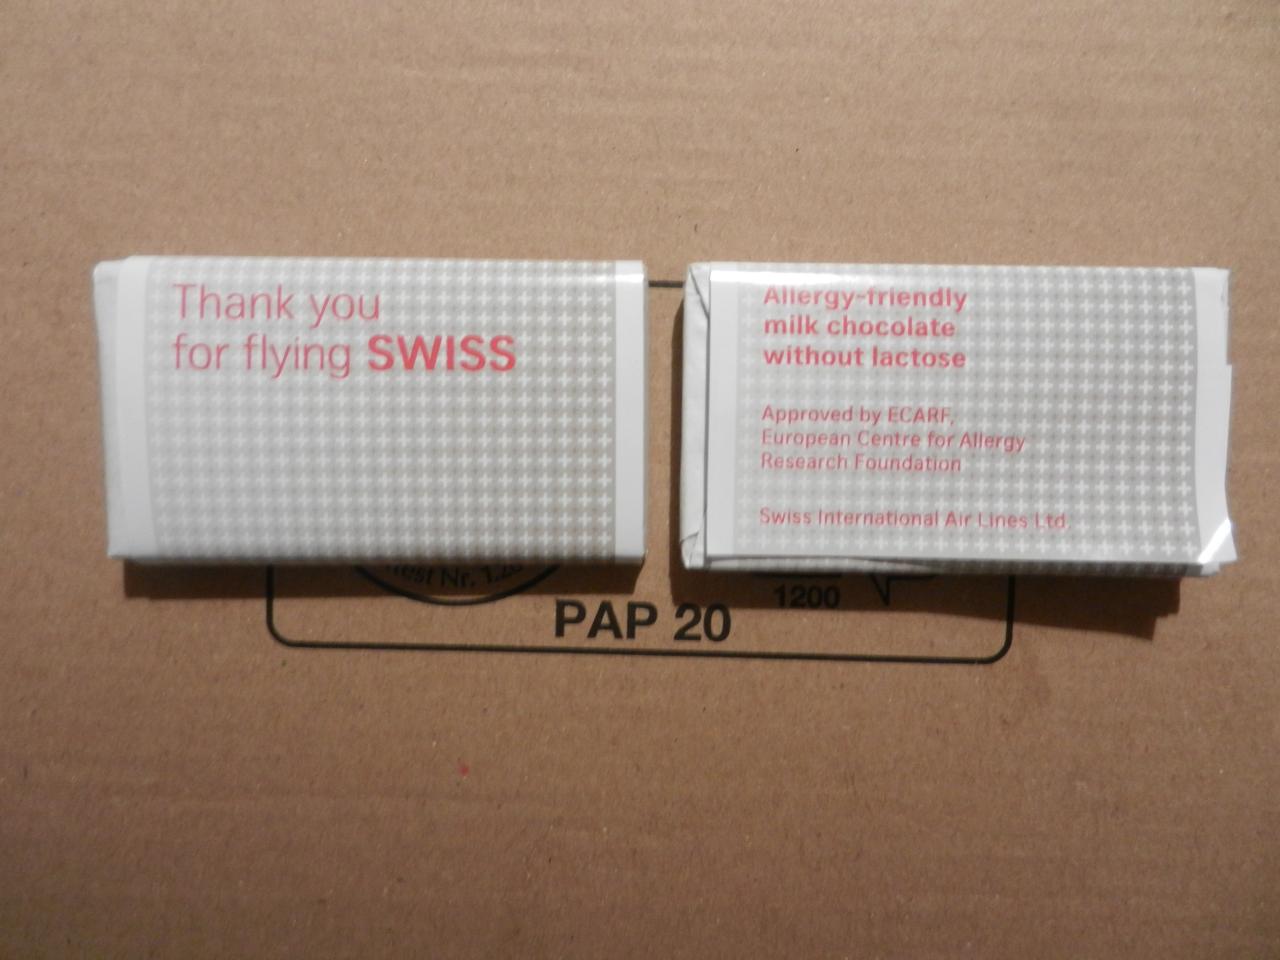 Thank you
for flying SWISS
Allergy-friendly
milk chocolate
without lactose
Approved by ECARF,
European Centre for Allergy
Research Foundation
Swiss International Air Lines Ltd.
Nr.
1200
PAP 20